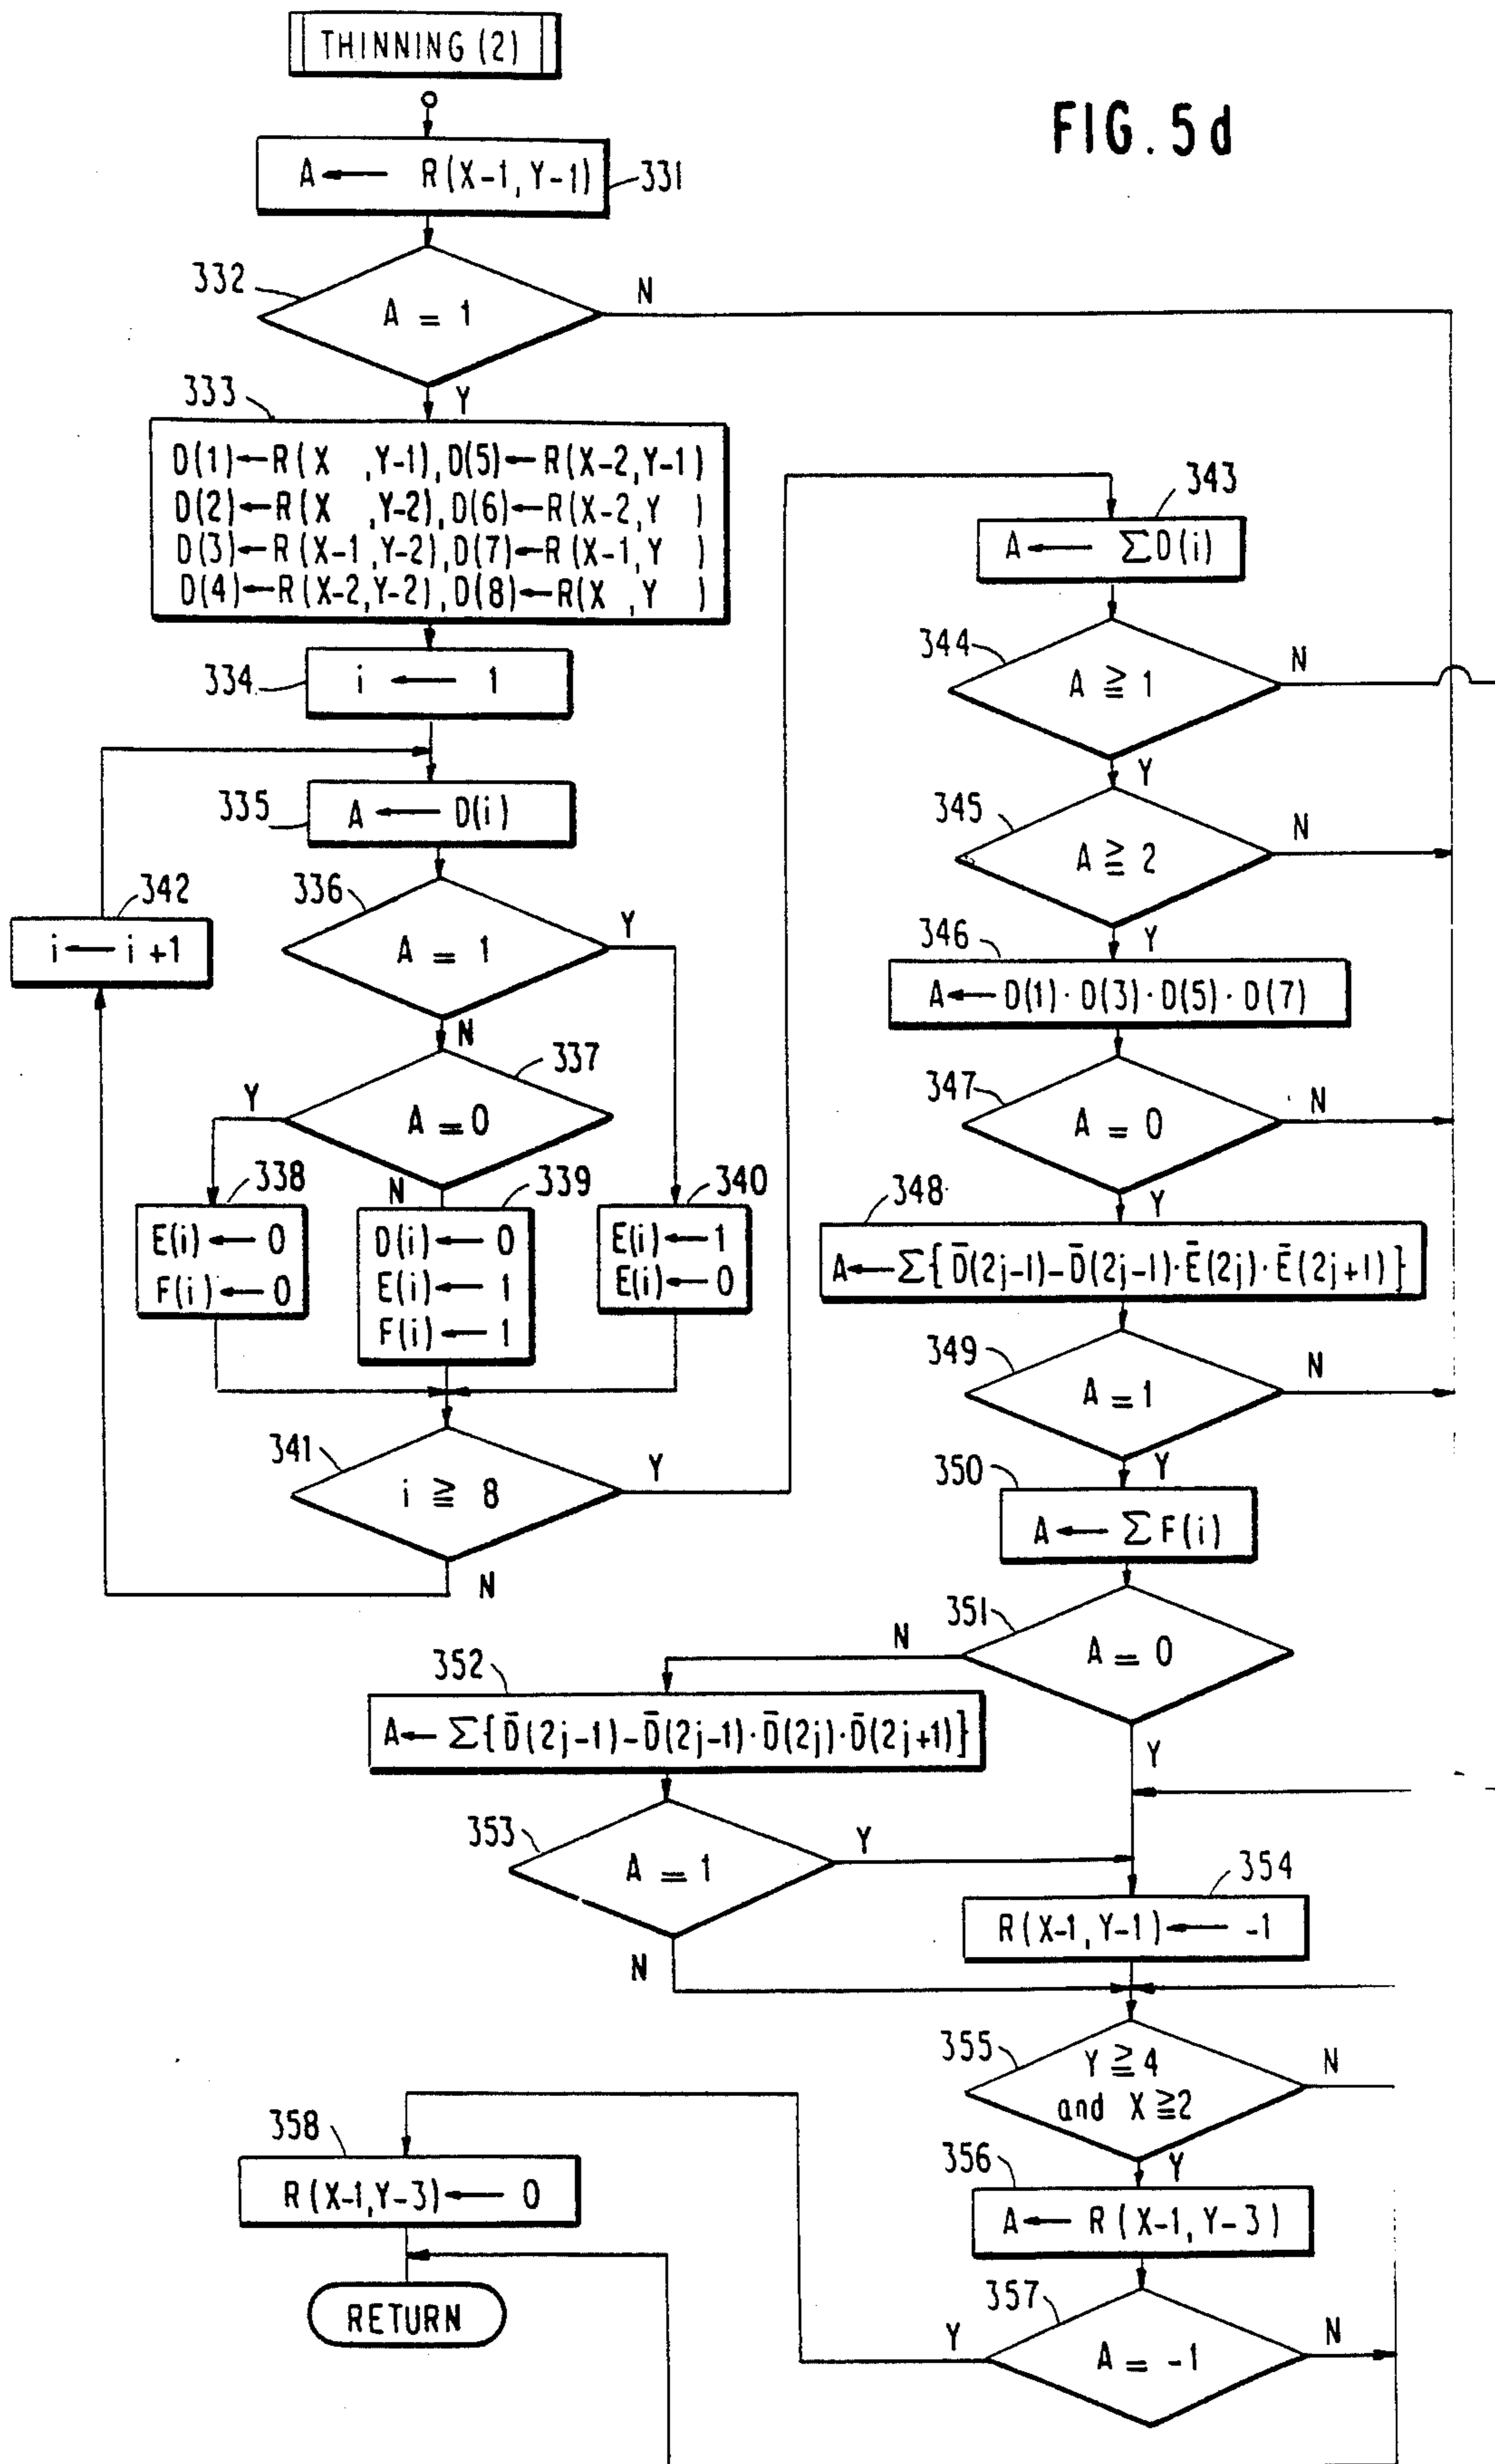 THINNING (2)
FIG. 5d
A ← R(X-1, Y-1)
331
332
A = 1
N
Y
333
D(1)←R(X ,Y-1), D(5)←R(X-2,Y-1)
D(2)←R(X ,Y-2), D(6)←R(X-2,Y )
D(3)←R(X-1,Y-2), D(7)←R(X-1,Y )
D(4)←R(X-2,Y-2), D(8)←R(X ,Y )
334
i ← 1
335
A ← D(i)
342
i ← i +1
336
A = 1
Y
N
337
A = 0
Y
N
338
E(i) ← 0
F(i) ← 0
339
D(i) ← 0
E(i) ← 1
F(i) ← 1
340
E(i) ← 1
E(i) ← 0
341
i ≧ 8
Y
N
343
A ← ΣD(i)
344
A ≧ 1
N
Y
345
A ≧ 2
N
Y
346
A ← D(1)·D(3)·D(5)·D(7)
347
A = 0
N
Y
348
A←Σ{D̄(2j-1)-D̄(2j-1)·Ē(2j)·Ē(2j+1)}
349
A = 1
N
Y
350
A ← ΣF(i)
351
A = 0
N
Y
352
A← Σ{D̄(2j-1)-D̄(2j-1)·D̄(2j)·D̄(2j+1)}
353
A = 1
Y
N
354
R(X-1, Y-1) ← -1
355
Y ≧ 4
and X ≧ 2
N
Y
356
A ← R(X-1, Y-3)
357
A = -1
Y
N
358
R(X-1,Y-3) ← 0
RETURN